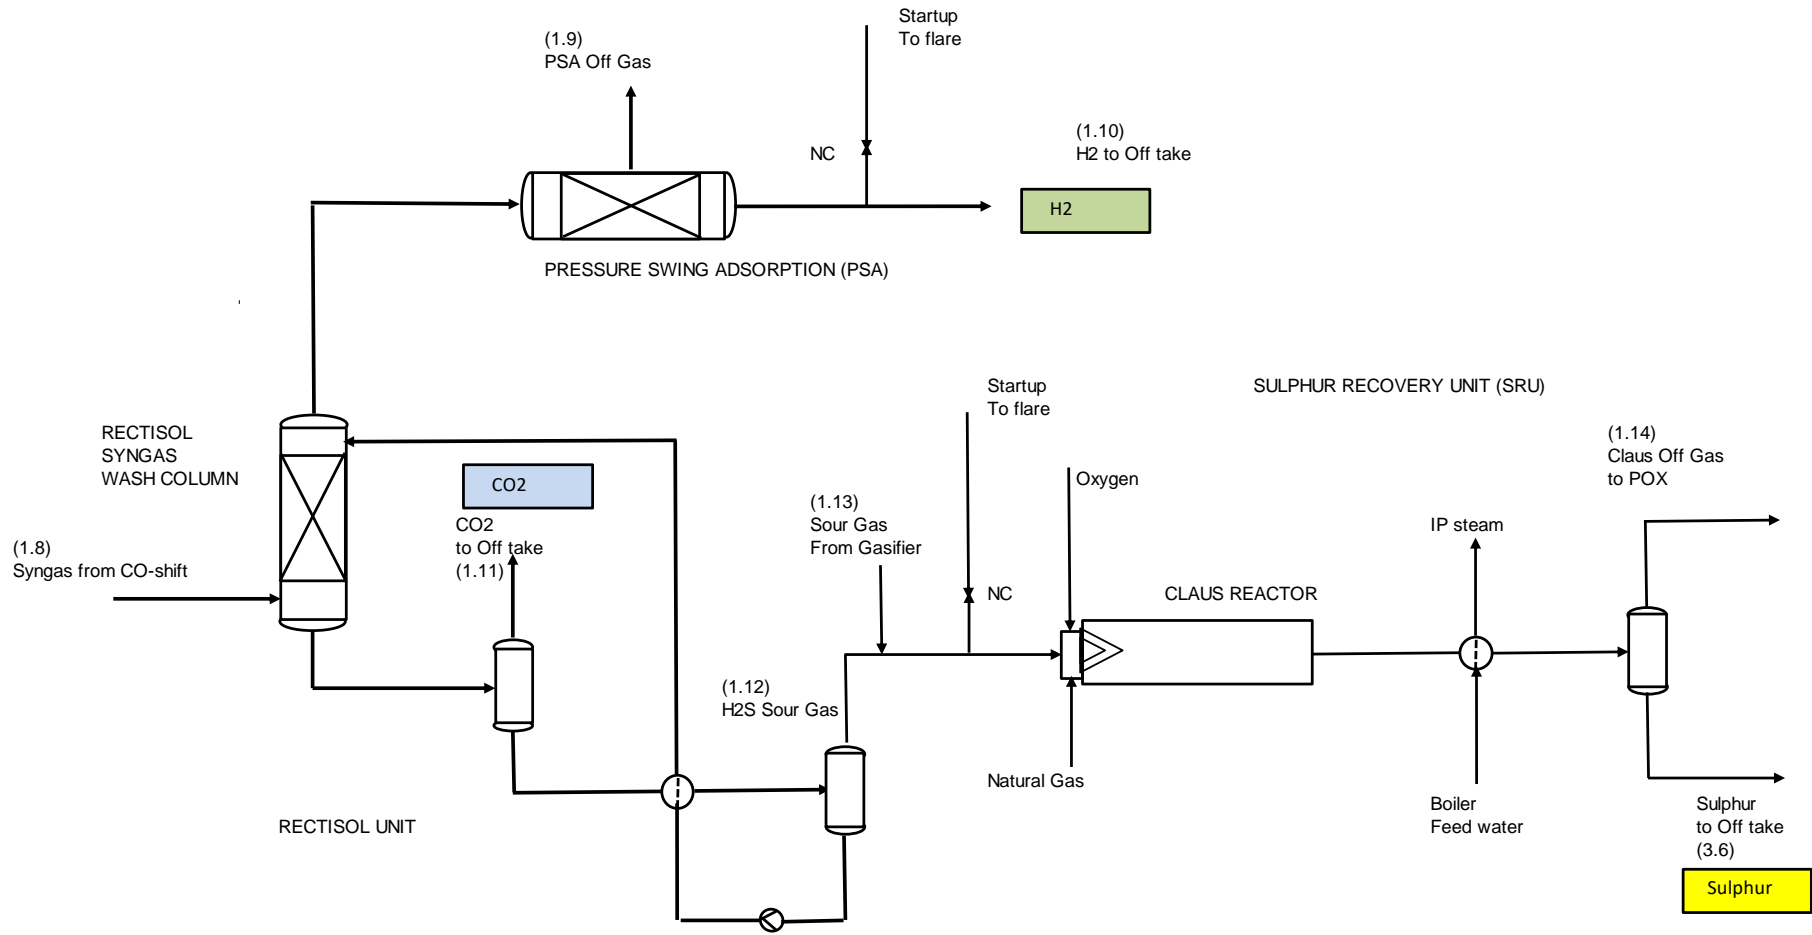 Startup
To flare
(1.9)
PSA Off Gas
(1.10)
H2 to Off take
NC
H2
PRESSURE SWING ADSORPTION (PSA)
Startup
To flare
SULPHUR RECOVERY UNIT (SRU)
RECTISOL
SYNGAS
WASH COLUMN
(1.14)
Claus Off Gas
to POX
CO2
Oxygen
(1.13)
Sour Gas
From Gasifier
CO2
to Off take
(1.11)
IP steam
(1.8)
Syngas from CO-shift
NC
CLAUS REACTOR
(1.12)
H2S Sour Gas
Natural Gas
Boiler
Feed water
Sulphur
to Off take
(3.6)
RECTISOL UNIT
Sulphur